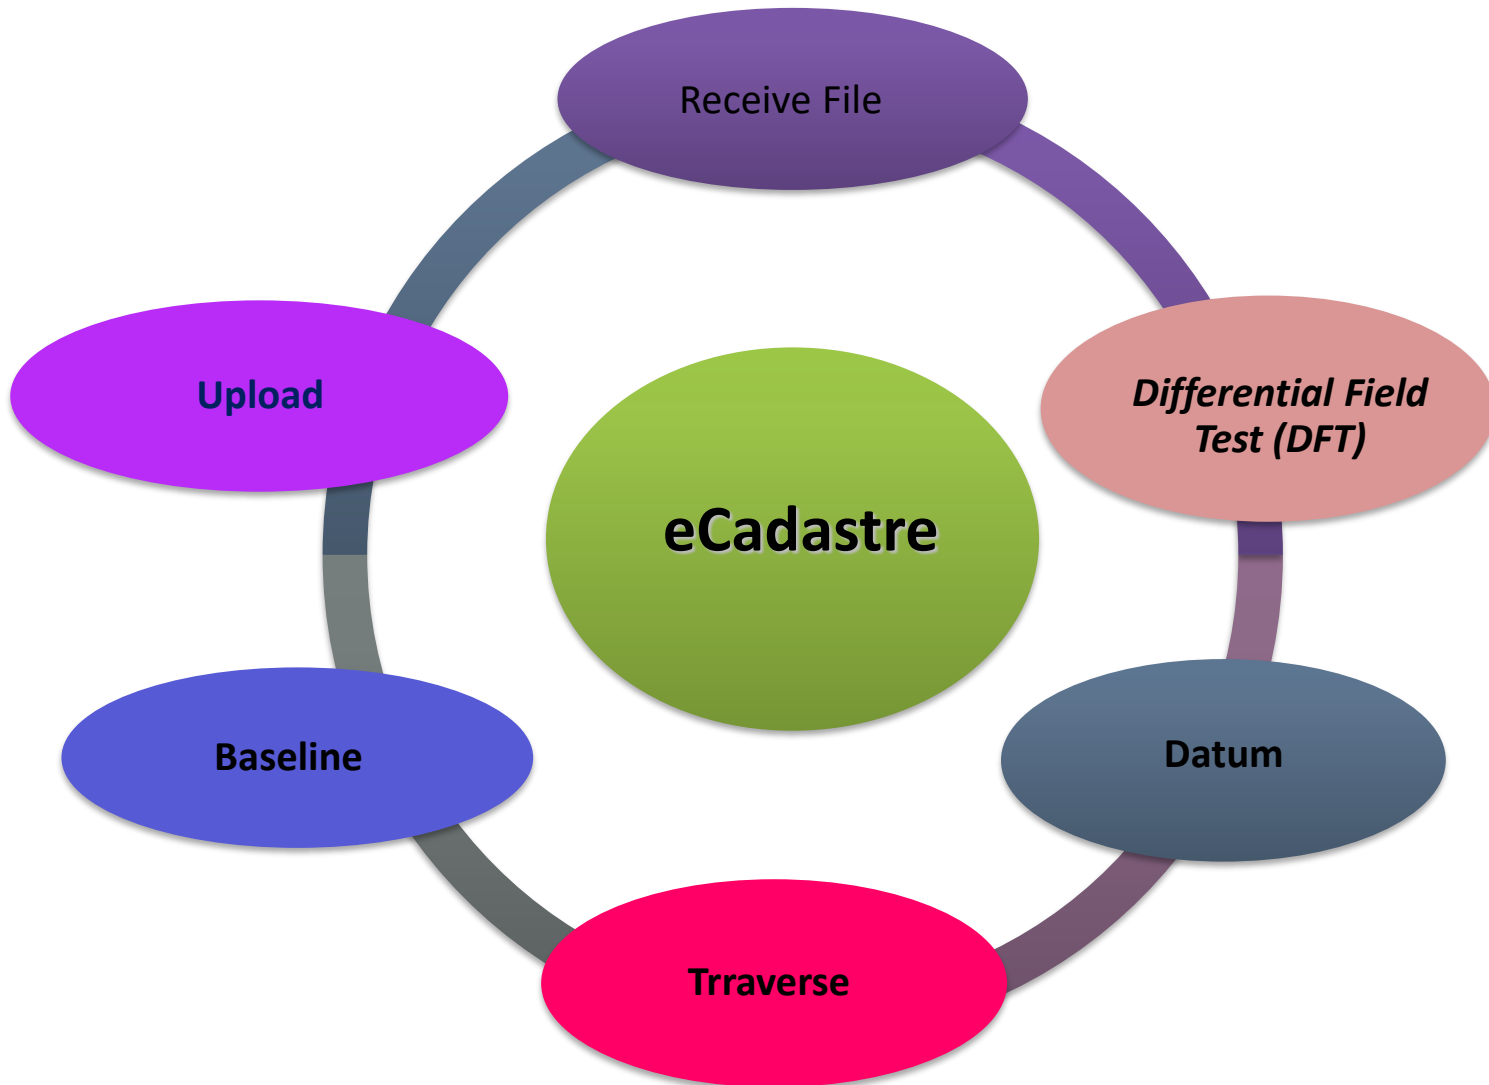 Receive File
Upload
Differential Field
Test (DFT)
eCadastre
Baseline
Datum
Trraverse